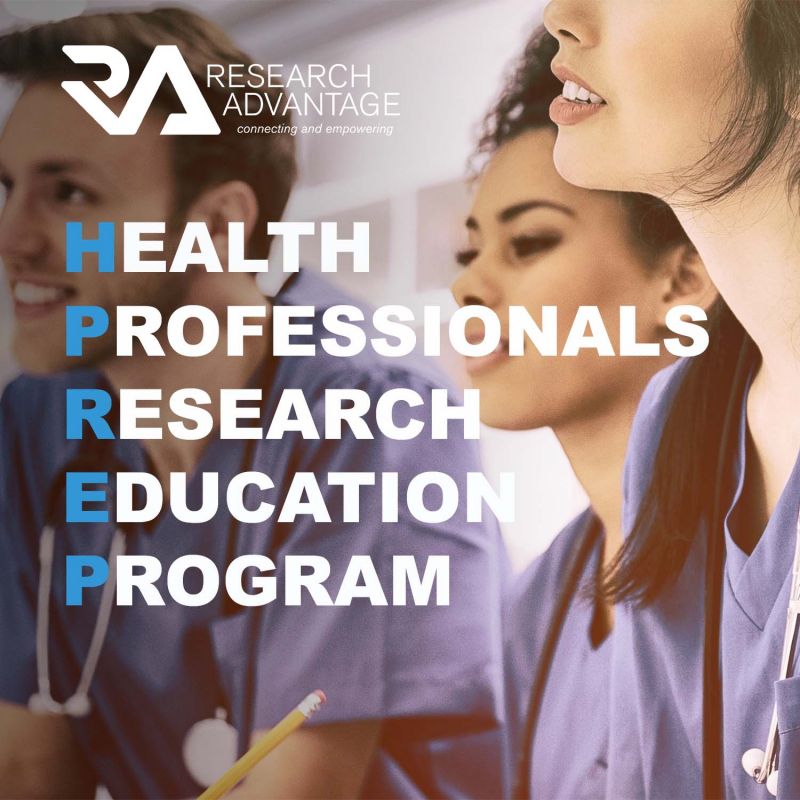 RA RESEARCH
ADVANTAGE
connecting and empowering
HEALTH
PROFESSIONALS
RESEARCH
EDUCATION
PROGRAM